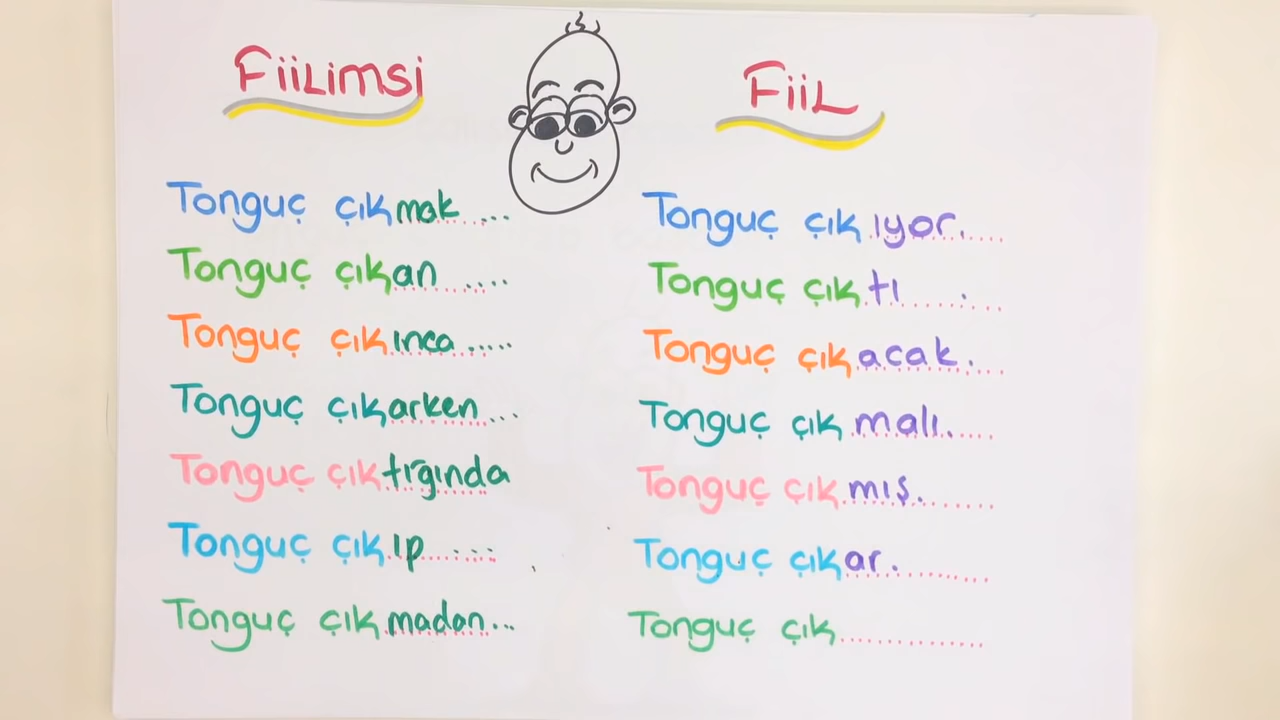 FiiLimsi
Tonguç çıkmak ....
Tonguç çıkan ....
Tonguç çıkınca .....
Tonguç çıkarken ...
Tonguç çıktığında
Tonguç çıkıp ....
Tonguç çıkmadan...
FiiL
Tonguç çıkıyor.
Tonguç çıktı .
Tonguç çıkacak.
Tonguç çıkmalı.
Tonguç çıkmış.
Tonguç çıkar.
Tonguç çık..............